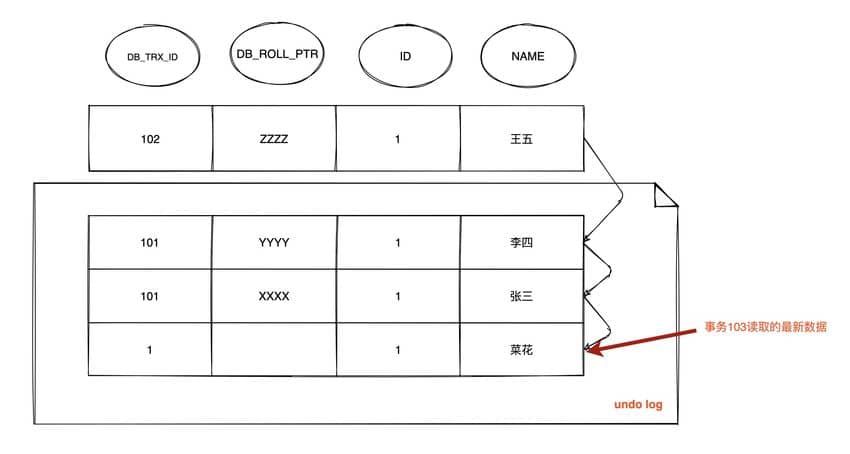 DB_TRX_ID DB_ROLL_PTR ID NAME
102 ZZZZ 1 王五
101 YYYY 1 李四
101 XXXX 1 张三
事务103读取的最新数据
1 1 菜花
undo log